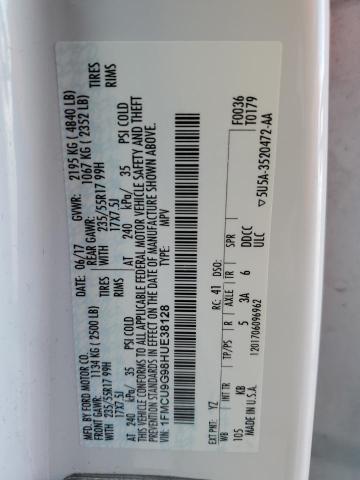 MFD. BY FORD MOTOR CO.
DATE: 06/17 GVWR: 2195 KG ( 4840 LB)
FRONT GAWR: REAR GAWR:
1134 KG ( 2500 LB) 1067 KG ( 2352 LB)
WITH WITH
235/55R17 99H 235/55R17 99H TIRES
17X7.5J 17X7.5J RIMS
AT 240 kPa/ 35 PSI COLD AT 240 kPa/ 35 PSI COLD
THIS VEHICLE CONFORMS TO ALL APPLICABLE FEDERAL MOTOR VEHICLE SAFETY AND THEFT
PREVENTION STANDARDS IN EFFECT ON THE DATE OF MANUFACTURE SHOWN ABOVE.
VIN: 1FMCU9G98HUE38128
TYPE: MPV
F0036
T0179
EXT PNT: YZ RC: 41 DSO:
WB INT TR TP/PS R AXLE TR SPR
105 KB 5 3A 6 DDCC
MADE IN U.S.A. ULC
▽5U5A-3520472-AA
1201706096962